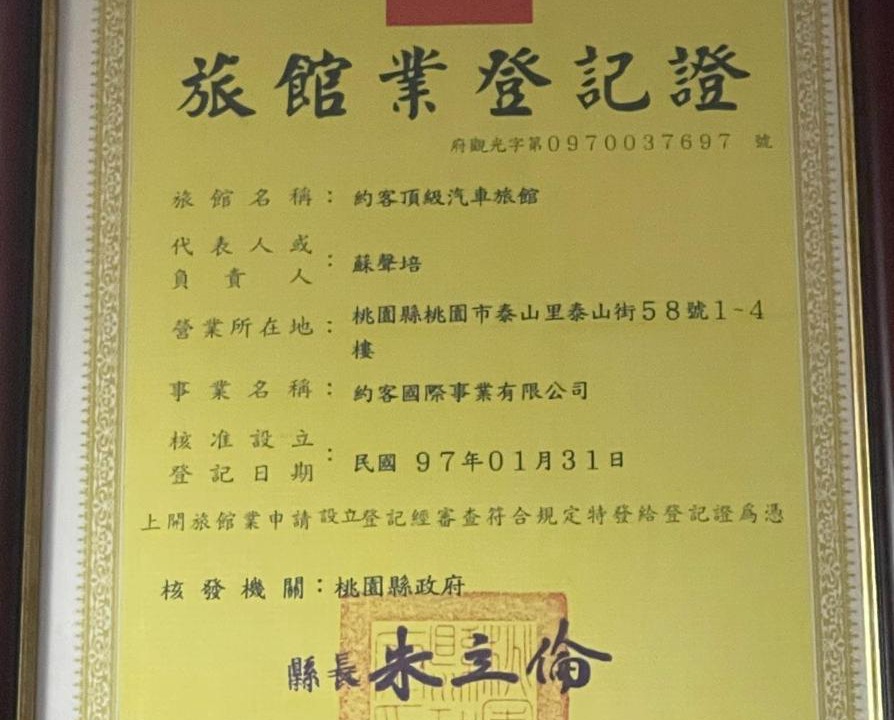 旅館業登記證
府觀光字第0970037697 號
旅館名稱：約客頂級汽車旅館
代表人或
負責人：蘇聲培
營業所在地：桃園縣桃園市泰山里泰山街58號1~4
樓
事業名稱：約客國際事業有限公司
核准設立
登記日期：民國 97年01月31日
上開旅館業申請設立登記經審查符合規定特發給登記證爲憑
核發機關：桃園縣政府
縣長 朱立倫